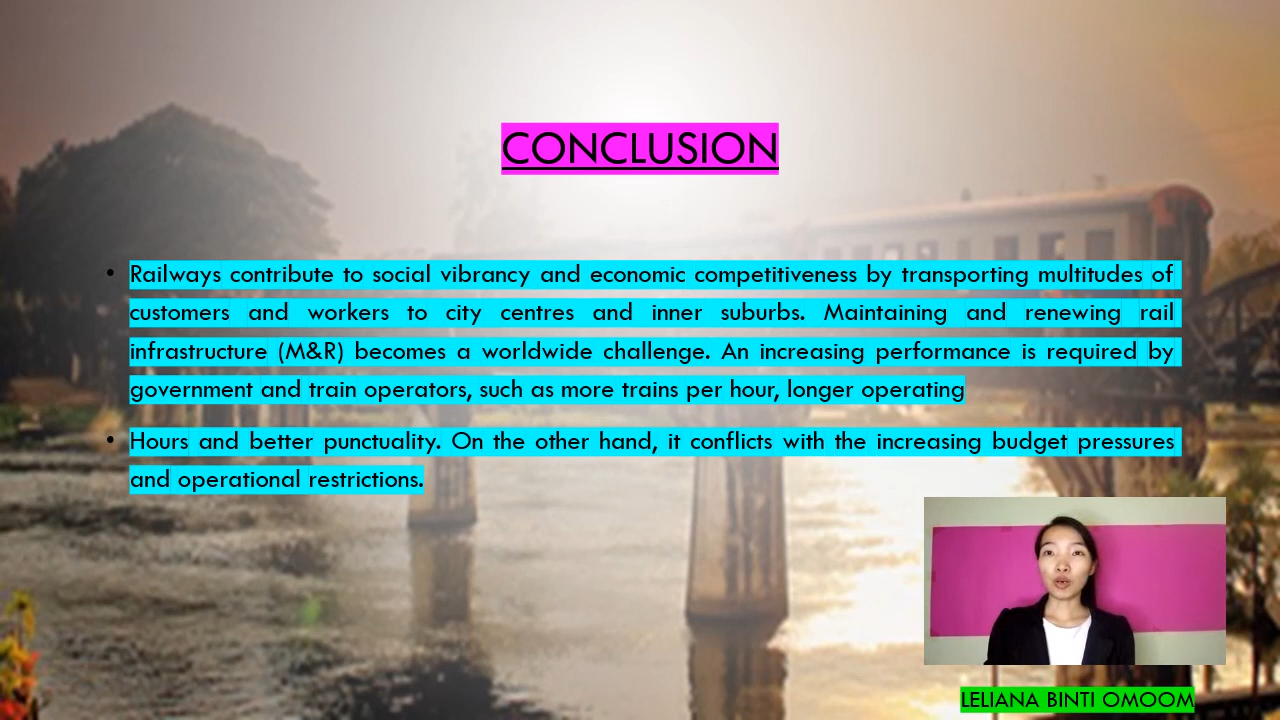 CONCLUSION
• Railways contribute to social vibrancy and economic competitiveness by transporting multitudes of
customers and workers to city centres and inner suburbs. Maintaining and renewing rail
infrastructure (M&R) becomes a worldwide challenge. An increasing performance is required by
government and train operators, such as more trains per hour, longer operating
• Hours and better punctuality. On the other hand, it conflicts with the increasing budget pressures
and operational restrictions.
LELIANA BINTI OMOOM